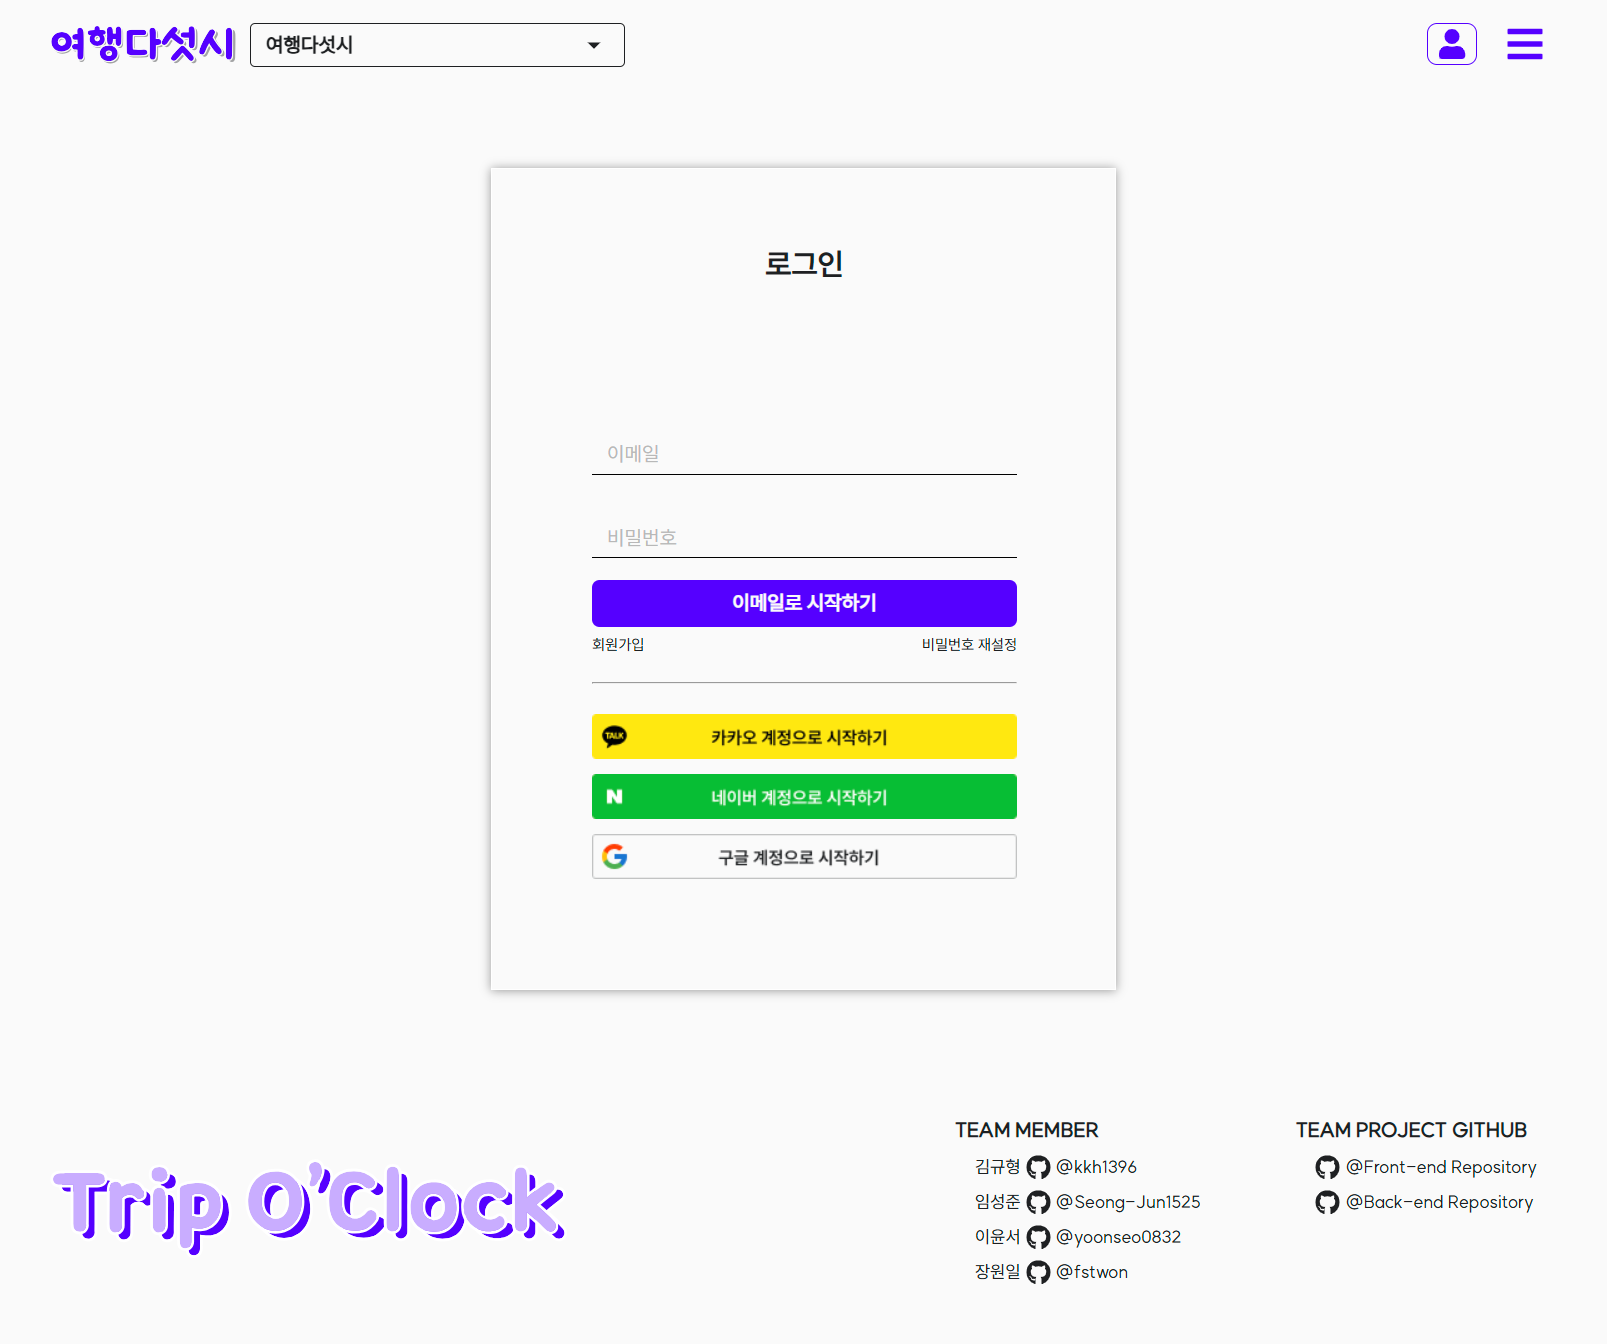 여행다섯시
여행다섯시
로그인
이메일
비밀번호
이메일로 시작하기
회원가입 비밀번호 재설정
TALK 카카오 계정으로 시작하기
N 네이버 계정으로 시작하기
G 구글 계정으로 시작하기
Trip O'Clock
TEAM MEMBER
김규형 @kkh1396
임성준 @Seong-Jun1525
이윤서 @yoonseo0832
장원일 @fstwon
TEAM PROJECT GITHUB
@Front-end Repository
@Back-end Repository